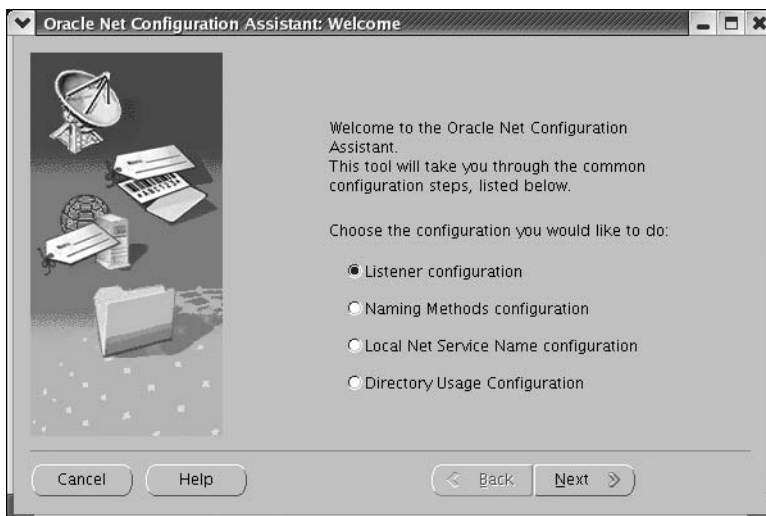 Oracle Net Configuration Assistant: Welcome
Welcome to the Oracle Net Configuration
Assistant.
This tool will take you through the common
configuration steps, listed below.
Choose the configuration you would like to do:
Listener configuration
Naming Methods configuration
Local Net Service Name configuration
Directory Usage Configuration
Cancel
Help
Back
Next